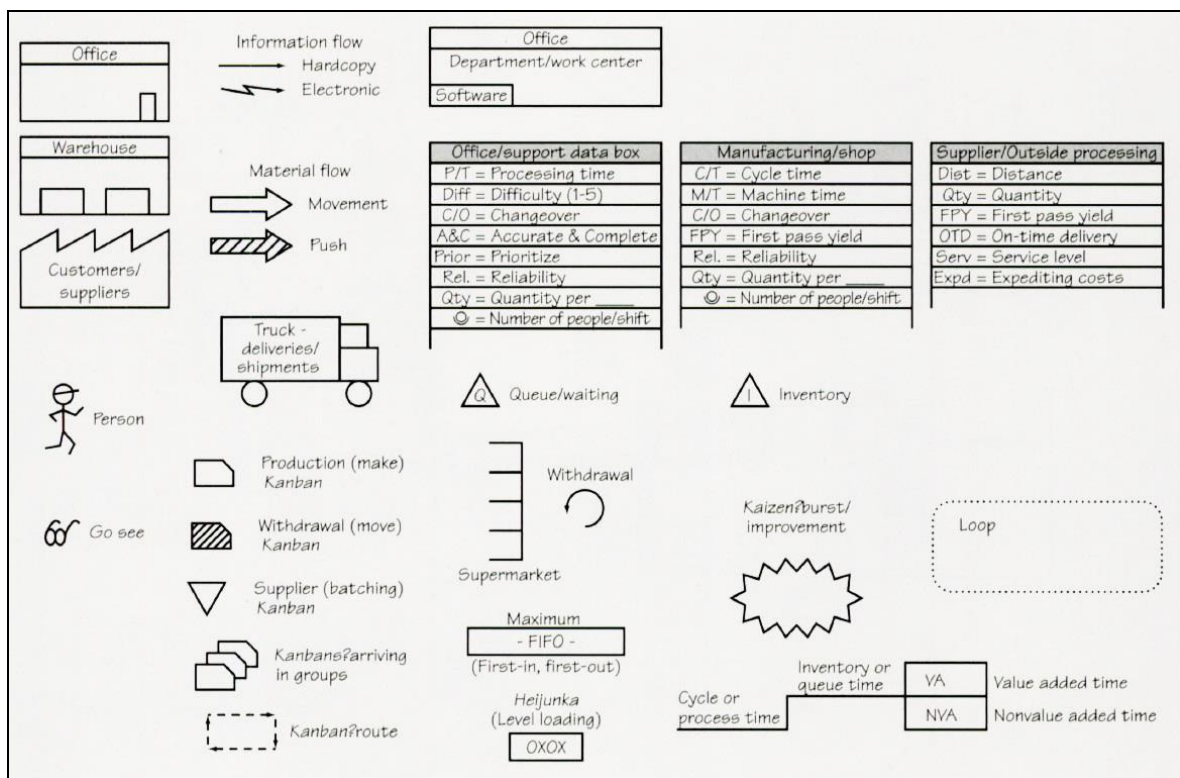 Office
Information flow
Hardcopy
Electronic
Office
Department/work center
Software
Warehouse
Material flow
Movement
Push
Customers/
suppliers
Office/support data box
P/T = Processing time
Diff = Difficulty (1-5)
C/O = Changeover
A&C = Accurate & Complete
Prior = Prioritize
Rel. = Reliability
Qty = Quantity per ____
= Number of people/shift
Manufacturing/shop
C/T = Cycle time
M/T = Machine time
C/O = Changeover
FPY = First pass yield
Rel. = Reliability
Qty = Quantity per ____
= Number of people/shift
Supplier/Outside processing
Dist = Distance
Qty = Quantity
FPY = First pass yield
OTD = On-time delivery
Serv = Service level
Expd = Expediting costs
Truck -
deliveries/
shipments
Person
Q
Queue/waiting
I
Inventory
Production (make)
Kanban
Go see
Withdrawal (move)
Kanban
Supplier (batching)
Kanban
Kanbans?arriving
in groups
Kanban?route
Withdrawal
Supermarket
Maximum
- FIFO -
(First-in, first-out)
Heijunka
(Level loading)
OXOX
Kaizen?burst/
improvement
Loop
Cycle or
process time
Inventory or
queue time
VA
Value added time
NVA
Nonvalue added time